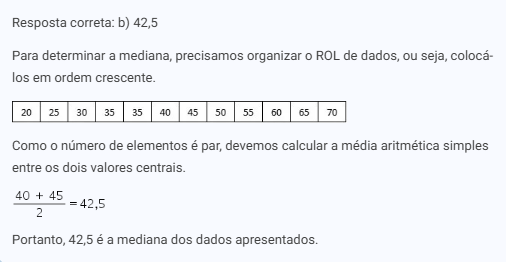 Resposta correta: b) 42,5
Para determinar a mediana, precisamos organizar o ROL de dados, ou seja, colocá-
los em ordem crescente.
20 25 30 35 35 40 45 50 55 60 65 70
Como o número de elementos é par, devemos calcular a média aritmética simples
entre os dois valores centrais.
40 + 45
2
= 42,5
Portanto, 42,5 é a mediana dos dados apresentados.